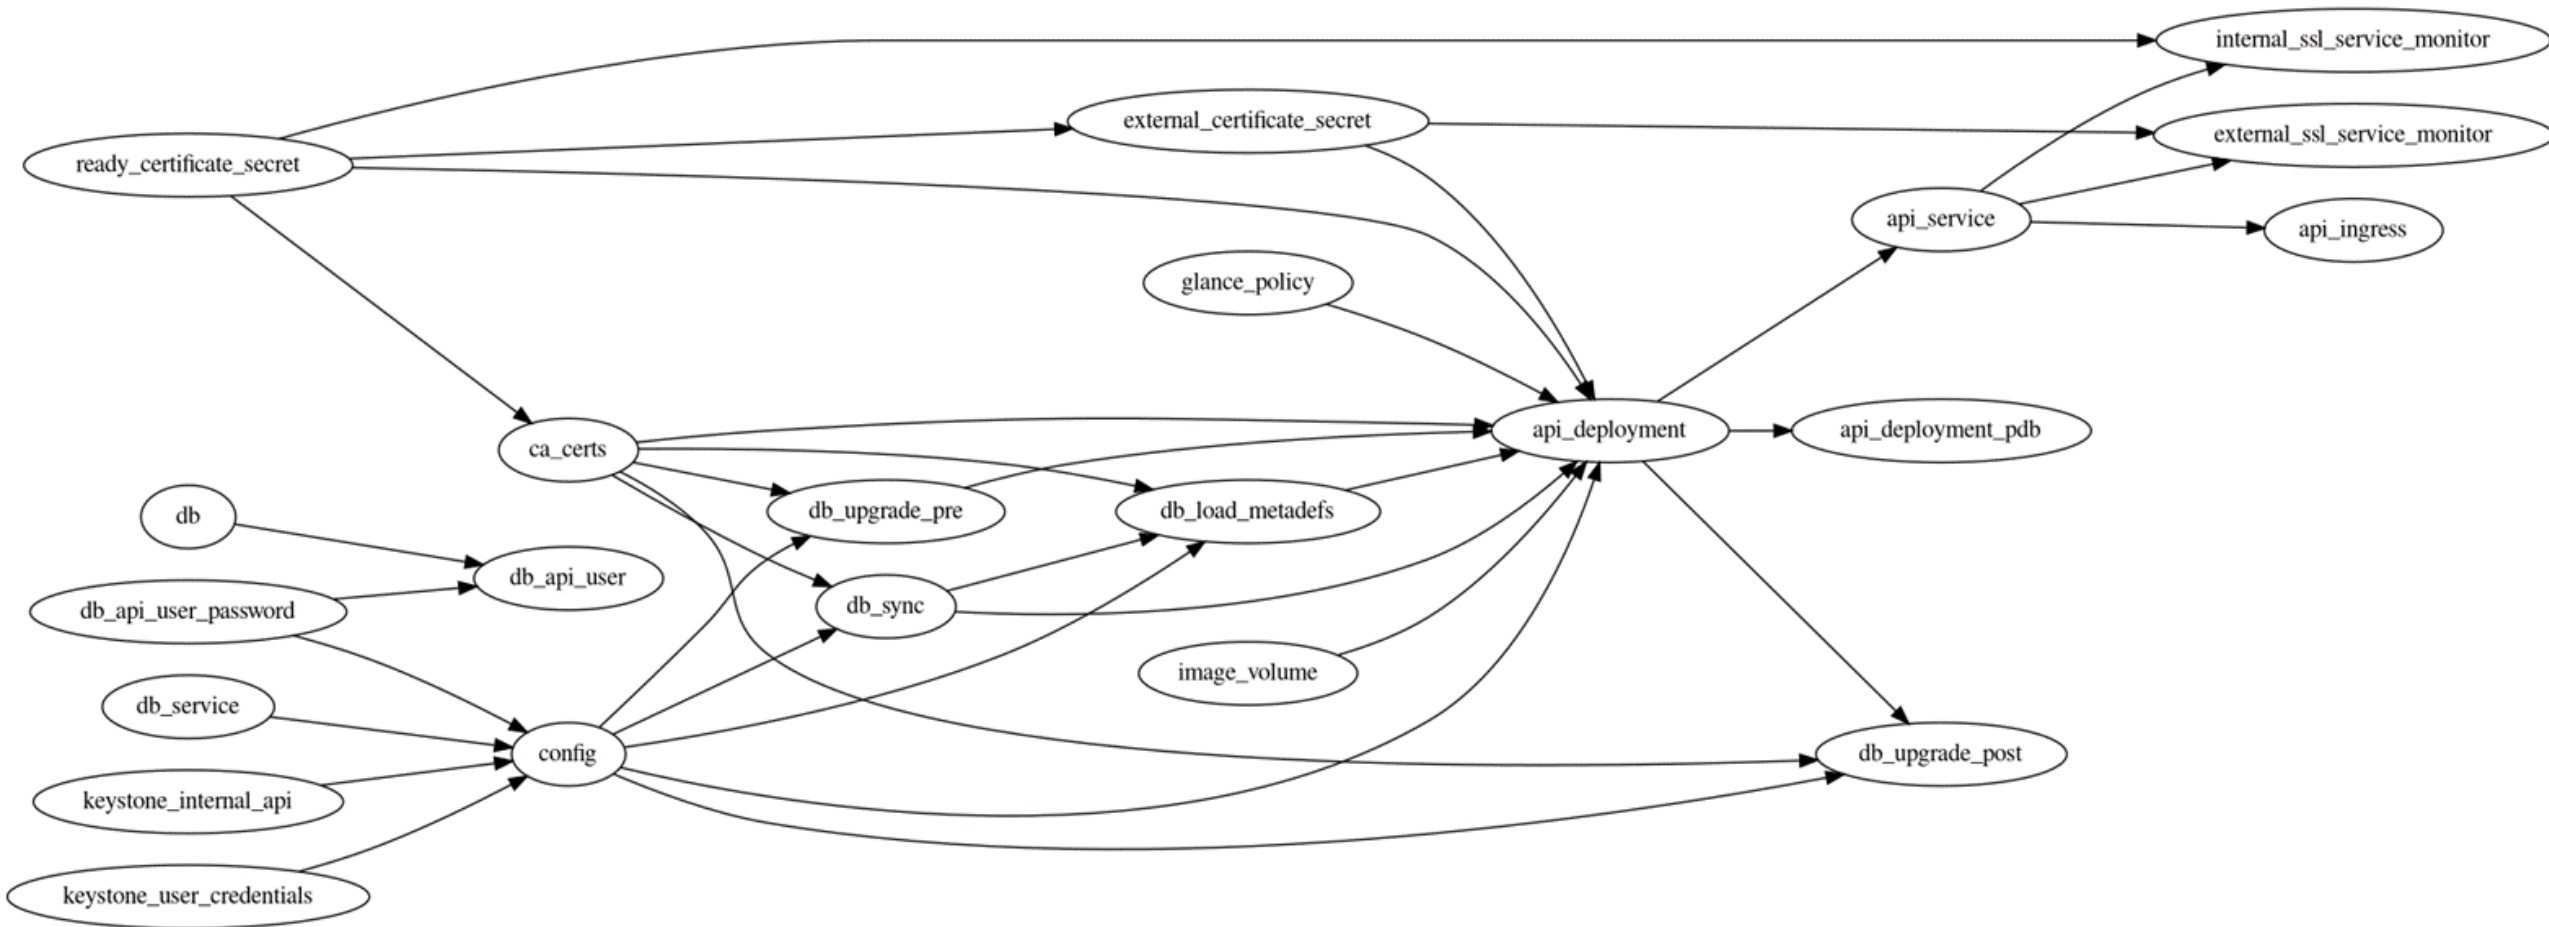 internal_ssl_service_monitor
external_certificate_secret
external_ssl_service_monitor
ready_certificate_secret
api_service
api_ingress
glance_policy
ca_certs
api_deployment
api_deployment_pdb
db
db_upgrade_pre
db_load_metadefs
db_api_user
db_api_user_password
db_sync
image_volume
db_service
config
db_upgrade_post
keystone_internal_api
keystone_user_credentials